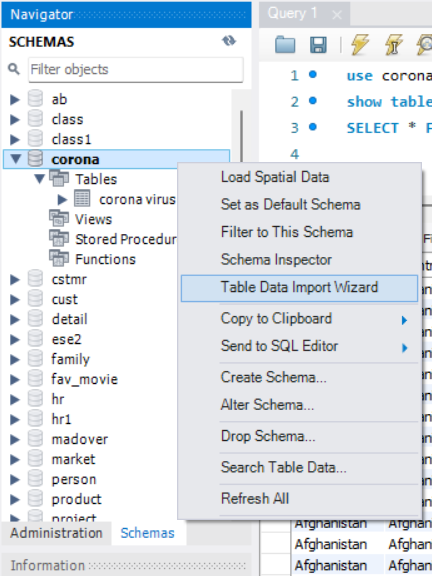 Navigator
SCHEMAS
Filter objects
ab
class
class1
corona
Tables
corona virus
Views
Stored Procedur
Functions
cstmr
cust
detail
ese2
family
fav_movie
hr
hr1
madover
market
person
product
project
Administration Schemas
Information
Query 1
1 use corona
2 show table
3 SELECT * F
4
Load Spatial Data
Set as Default Schema
Filter to This Schema
Schema Inspector
Table Data Import Wizard
Copy to Clipboard
Send to SQL Editor
Create Schema...
Alter Schema...
Drop Schema...
Search Table Data...
Refresh All
Afghanistan Afghan
Afghanistan Afghan
Afghanistan Afghan